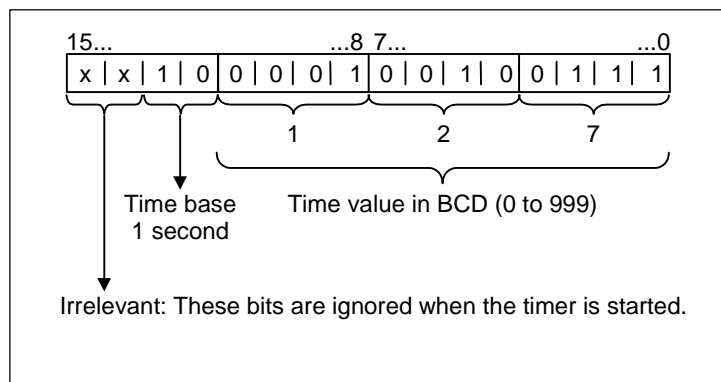 15... ...8 7... ...0
x | x 1 | 0 0 | 0 | 0 | 1 0 | 0 | 1 | 0 0 | 1 | 1 | 1
1 2 7
Time base Time value in BCD (0 to 999)
1 second
Irrelevant: These bits are ignored when the timer is started.